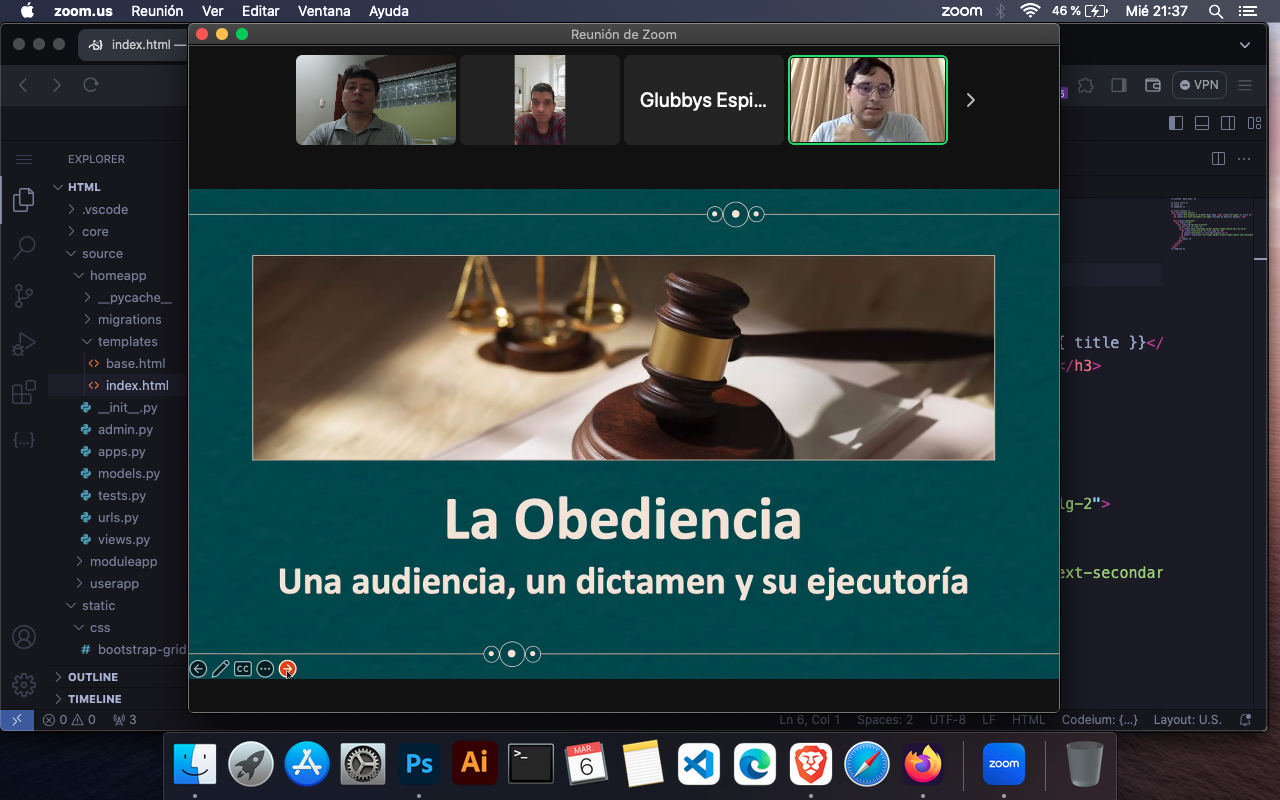 zoom.us Reunión Ver Editar Ventana Ayuda zoom 46 % Mié 21:37
index.html —
Reunión de Zoom
Glubbys Espi...
VPN
EXPLORER
HTML
.vscode
core
source
homeapp
__pycache__
migrations
templates
base.html
index.html
__init__.py
admin.py
apps.py
models.py
tests.py
urls.py
views.py
moduleapp
userapp
static
css
# bootstrap-grid
OUTLINE
TIMELINE
title }}</
</h3>
lg-2">
ext-secondar
La Obediencia
Una audiencia, un dictamen y su ejecutoría
CC
0 0 3
Ln 6, Col 1 Spaces: 2 UTF-8 LF HTML Codeium: {...} Layout: U.S.
Ps
Ai
>_
MAR.
6
zoom